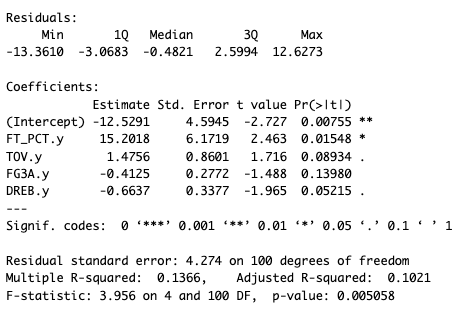 Residuals:
     Min       1Q   Median       3Q      Max
-13.3610  -3.0683  -0.4821   2.5994  12.6273
Coefficients:
            Estimate Std. Error t value Pr(>|t|)
(Intercept) -12.5291     4.5945  -2.727  0.00755 **
FT_PCT.y     15.2018     6.1719   2.463  0.01548 *
TOV.y         1.4756     0.8601   1.716  0.08934 .
FG3A.y       -0.4125     0.2772  -1.488  0.13980
DREB.y       -0.6637     0.3377  -1.965  0.05215 .
---
Signif. codes:  0 ‘***’ 0.001 ‘**’ 0.01 ‘*’ 0.05 ‘.’ 0.1 ‘ ’ 1
Residual standard error: 4.274 on 100 degrees of freedom
Multiple R-squared:  0.1366,    Adjusted R-squared:  0.1021
F-statistic: 3.956 on 4 and 100 DF,  p-value: 0.005058